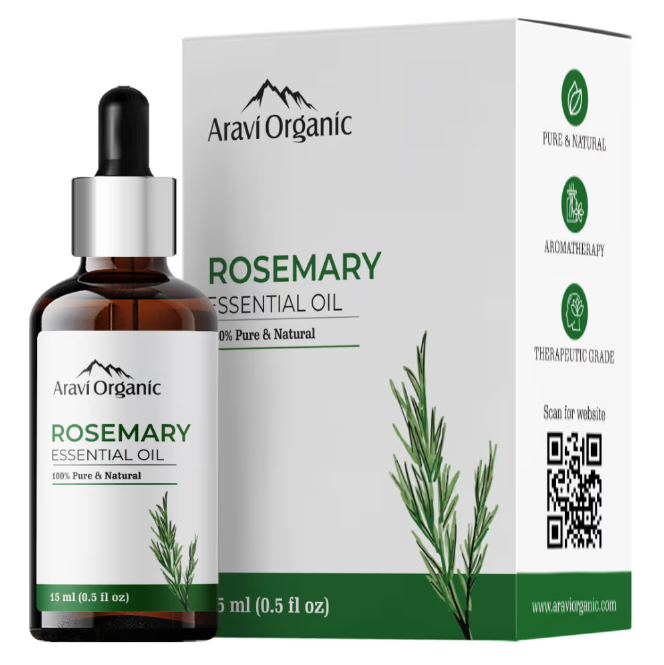 Aravi Organic
ROSEMARY
ESSENTIAL OIL
100% Pure & Natural
15 ml (0.5 fl oz)
Aravi Organic
ROSEMARY
ESSENTIAL OIL
0% Pure & Natural
5 ml (0.5 fl oz)
PURE & NATURAL
AROMATHERAPY
THERAPEUTIC GRADE
Scan for website
www.araviorganic.com